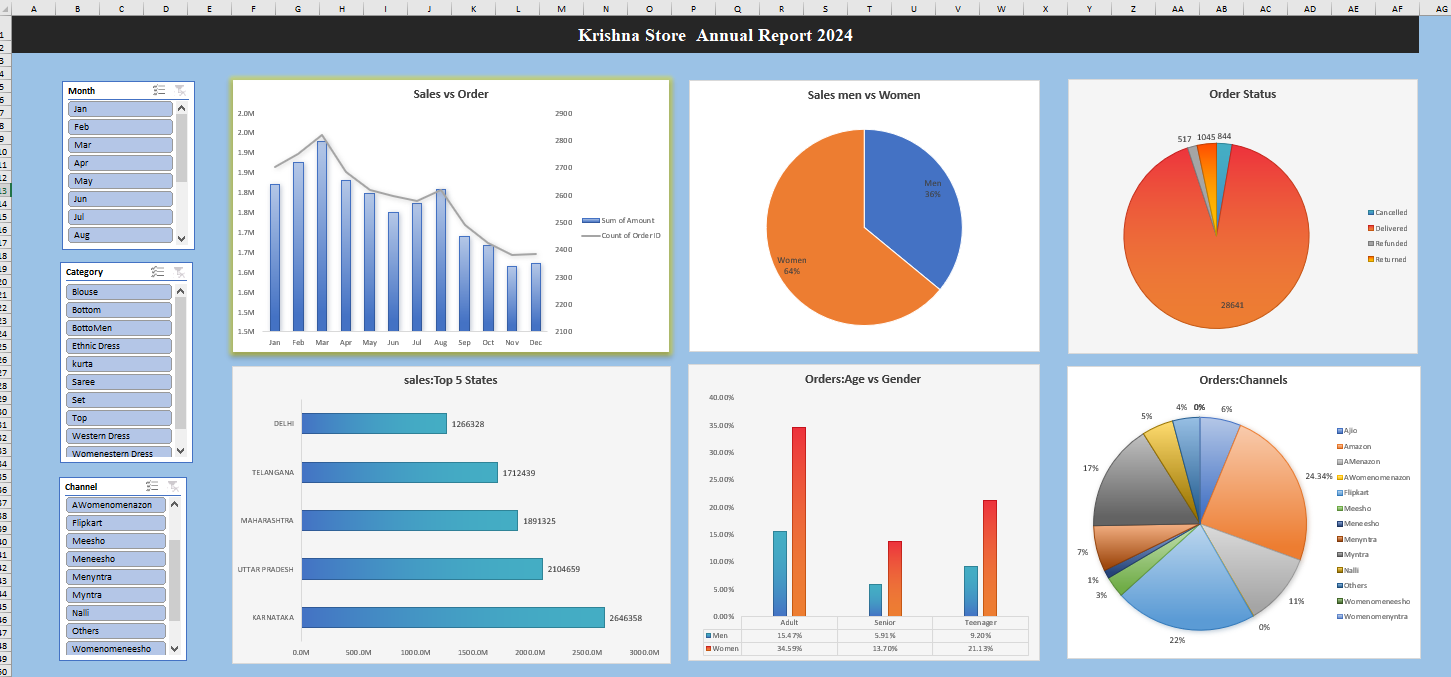 A B C D E F G H I J K L M N O P Q R S T U V W X Y Z AA AB AC AD AE AF AG
Krishna Store Annual Report 2024
Month
Jan
Feb
Mar
Apr
May
Jun
Jul
Aug
Category
Blouse
Bottom
BottoMen
Ethnic Dress
kurta
Saree
Set
Top
Western Dress
Womenestern Dress
Channel
AWomenomenazon
Flipkart
Meesho
Meneesho
Menyntra
Myntra
Nalli
Others
Womenomeneesho
Sales vs Order
2.0M
2.0M
1.9M
1.9M
1.8M
1.8M
1.7M
1.7M
1.6M
1.6M
1.5M
1.5M
2900
2800
2700
2600
2500
2400
2300
2200
2100
Jan Feb Mar Apr May Jun Jul Aug Sep Oct Nov Dec
Sum of Amount
Count of Order ID
Sales men vs Women
Men
36%
Women
64%
Order Status
517 1045 844
28641
Cancelled
Delivered
Refunded
Returned
sales:Top 5 States
DELHI 1266328
TELANGANA 1712439
MAHARASHTRA 1891325
UTTAR PRADESH 2104659
KARNATAKA 2646358
0.0M 500.0M 1000.0M 1500.0M 2000.0M 2500.0M 3000.0M
Orders:Age vs Gender
40.00%
35.00%
30.00%
25.00%
20.00%
15.00%
10.00%
5.00%
0.00%
Adult Senior Teenager
Men 15.47% 5.91% 9.20%
Women 34.59% 13.70% 21.13%
Orders:Channels
5% 4% 0% 6%
24.34%
17%
7%
1%
3%
22%
0%
11%
Ajio
Amazon
AMenazon
AWomenomenazon
Flipkart
Meesho
Meneesho
Menyntra
Myntra
Nalli
Others
Womenomeneesho
Womenomenyntra